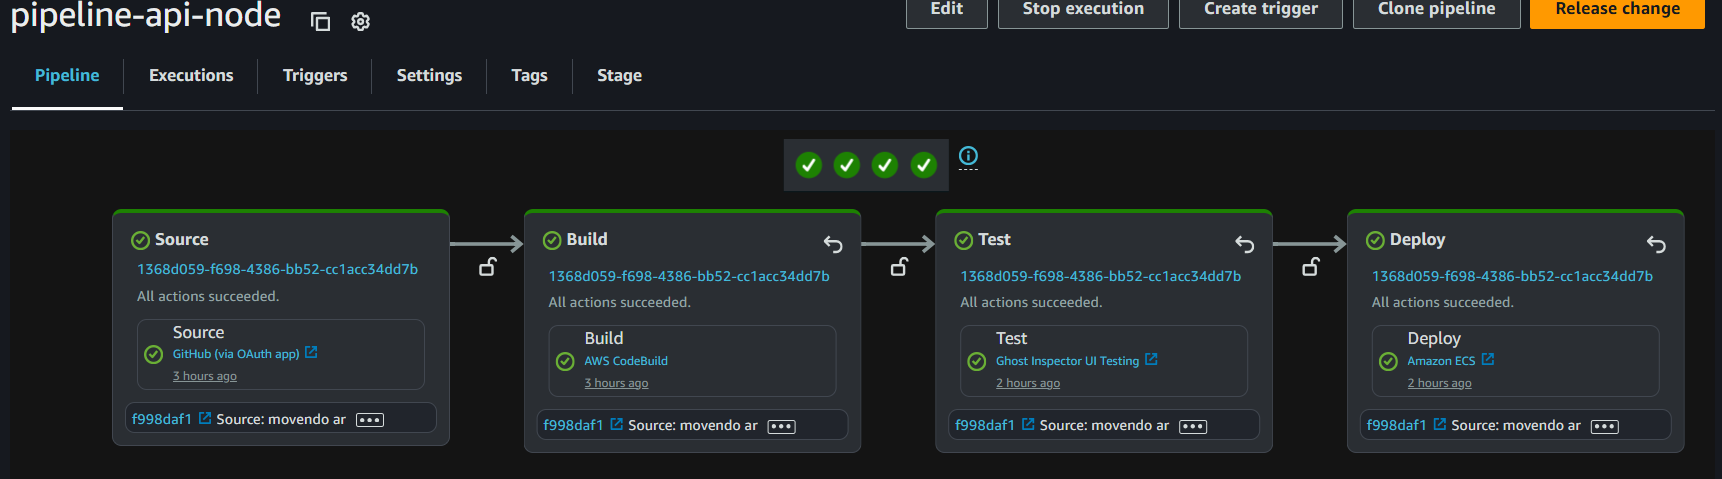 pipeline-api-node
Edit
Stop execution
Create trigger
Clone pipeline
Release change
Pipeline
Executions
Triggers
Settings
Tags
Stage
Source
1368d059-f698-4386-bb52-cc1acc34dd7b
All actions succeeded.
Source
GitHub (via OAuth app)
3 hours ago
f998daf1 Source: movendo ar
Build
1368d059-f698-4386-bb52-cc1acc34dd7b
All actions succeeded.
Build
AWS CodeBuild
3 hours ago
f998daf1 Source: movendo ar
Test
1368d059-f698-4386-bb52-cc1acc34dd7b
All actions succeeded.
Test
Ghost Inspector UI Testing
2 hours ago
f998daf1 Source: movendo ar
Deploy
1368d059-f698-4386-bb52-cc1acc34dd7b
All actions succeeded.
Deploy
Amazon ECS
2 hours ago
f998daf1 Source: movendo ar